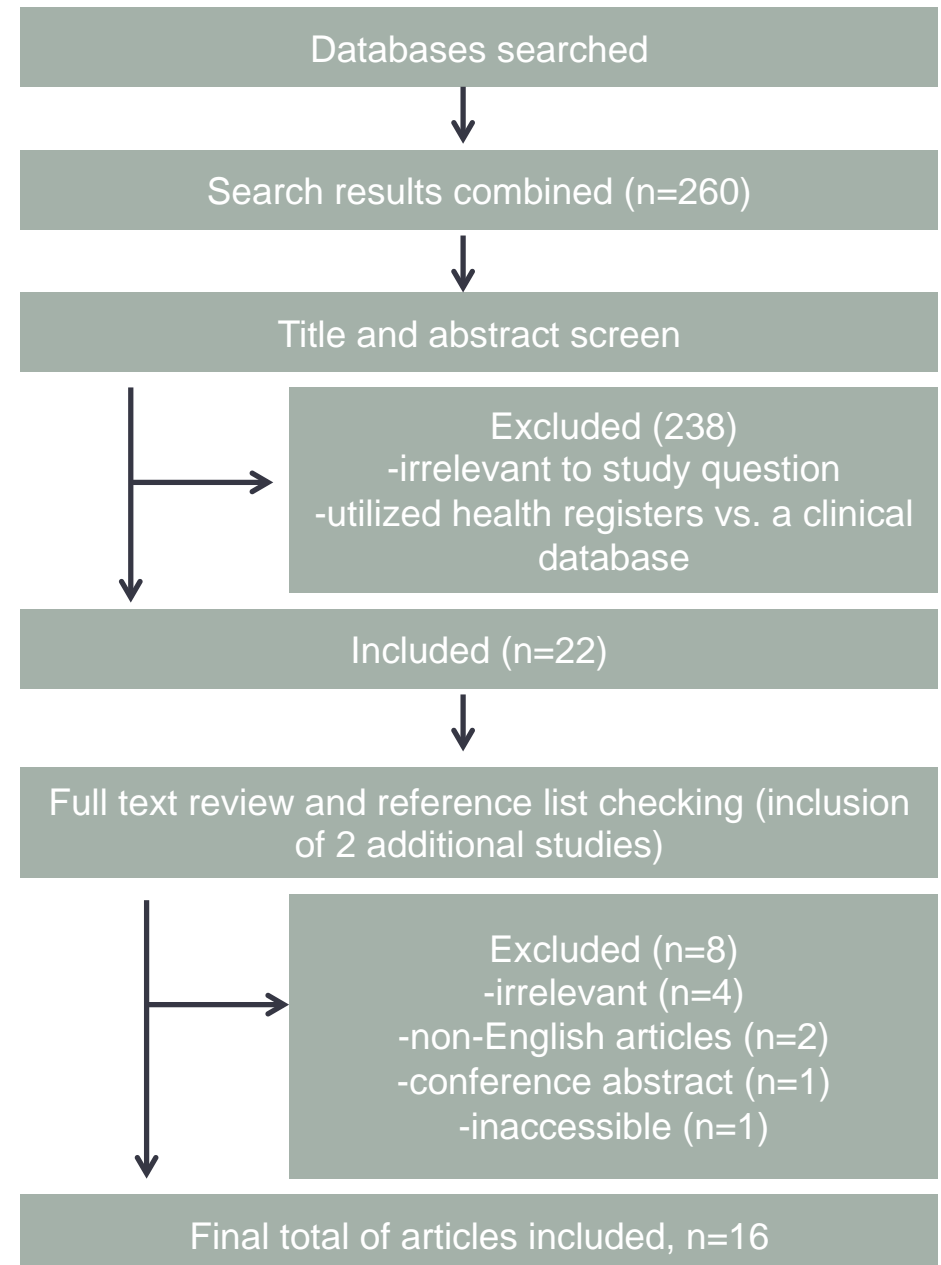 Databases searched
Search results combined (n=260)
Title and abstract screen
Excluded (238)
-irrelevant to study question
-utilized health registers vs. a clinical
database
Included (n=22)
Full text review and reference list checking (inclusion
of 2 additional studies)
Excluded (n=8)
-irrelevant (n=4)
-non-English articles (n=2)
-conference abstract (n=1)
-inaccessible (n=1)
Final total of articles included, n=16